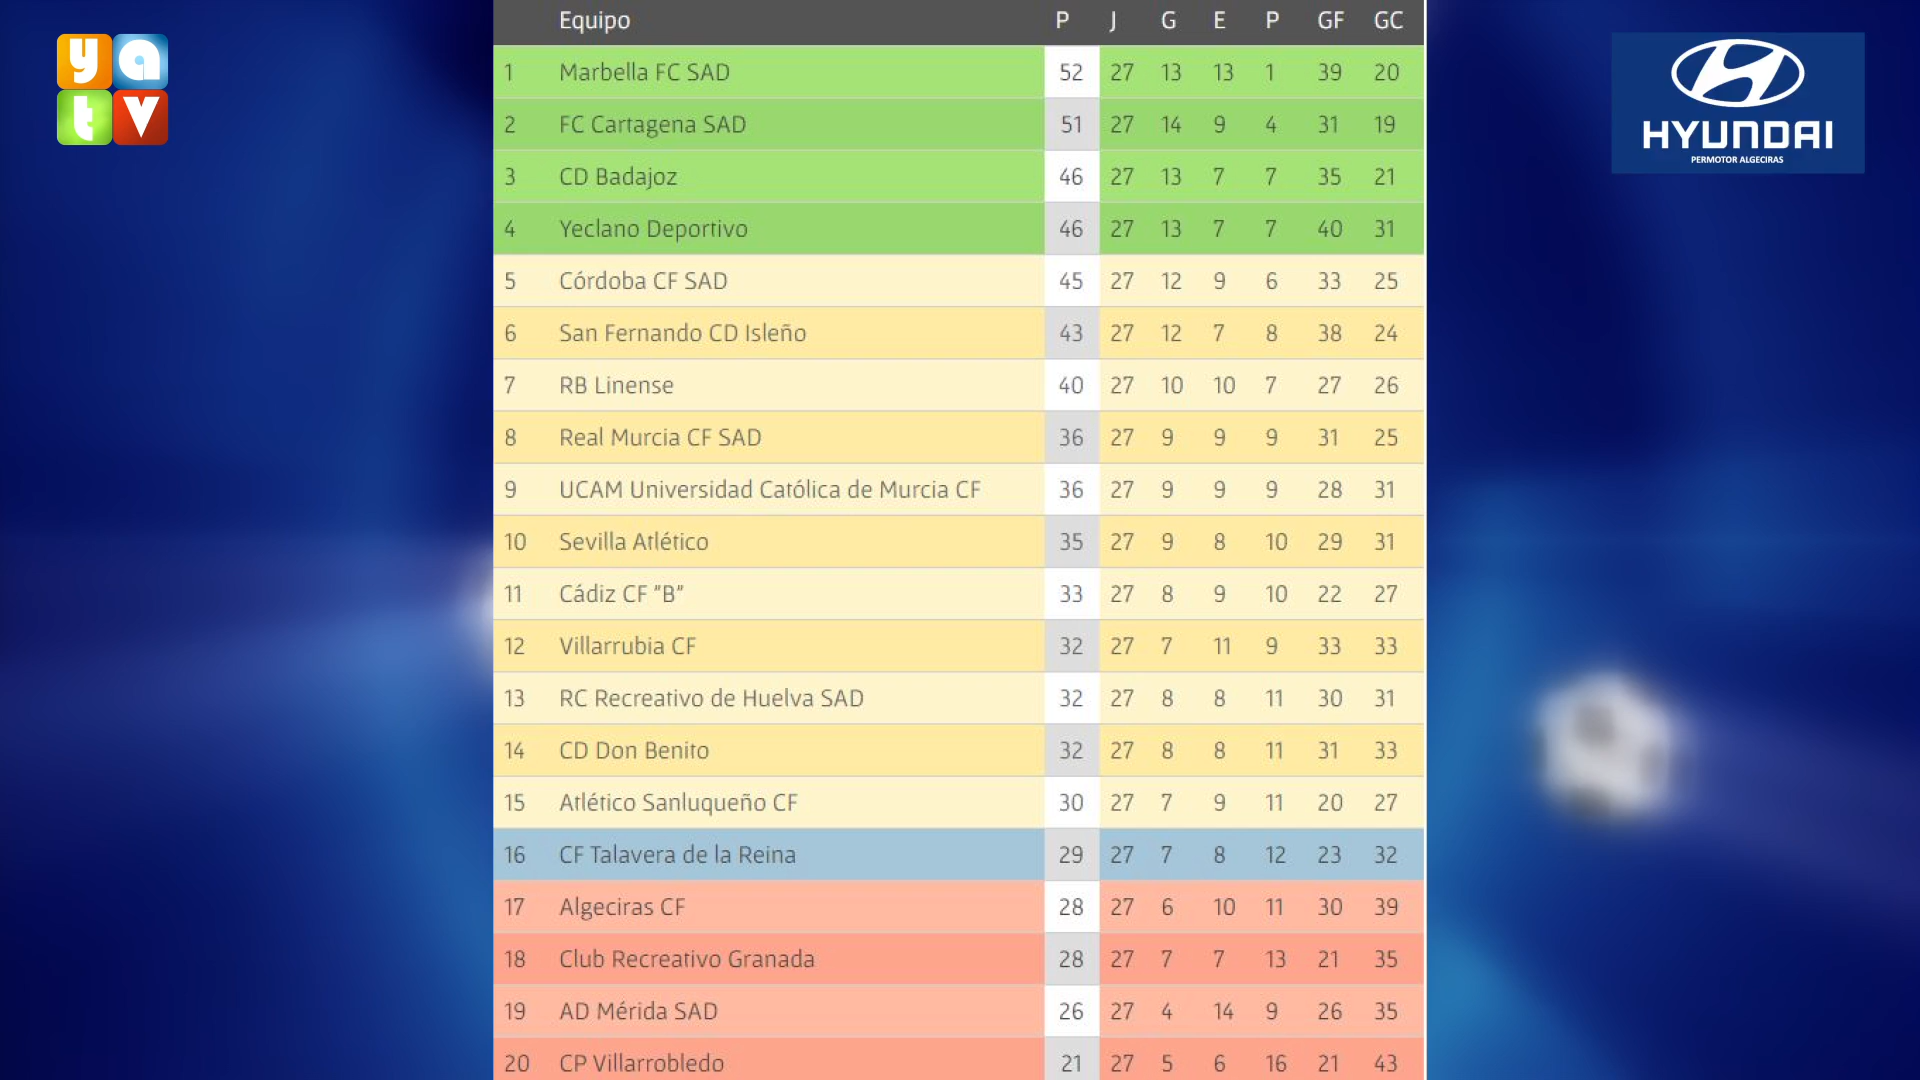 ya
tv
HYUNDAI
PERMOTOR ALGECIRAS
Equipo P J G E P GF GC
1 Marbella FC SAD 52 27 13 13 1 39 20
2 FC Cartagena SAD 51 27 14 9 4 31 19
3 CD Badajoz 46 27 13 7 7 35 21
4 Yeclano Deportivo 46 27 13 7 7 40 31
5 Córdoba CF SAD 45 27 12 9 6 33 25
6 San Fernando CD Isleño 43 27 12 7 8 38 24
7 RB Linense 40 27 10 10 7 27 26
8 Real Murcia CF SAD 36 27 9 9 9 31 25
9 UCAM Universidad Católica de Murcia CF 36 27 9 9 9 28 31
10 Sevilla Atlético 35 27 9 8 10 29 31
11 Cádiz CF "B" 33 27 8 9 10 22 27
12 Villarrubia CF 32 27 7 11 9 33 33
13 RC Recreativo de Huelva SAD 32 27 8 8 11 30 31
14 CD Don Benito 32 27 8 8 11 31 33
15 Atlético Sanluqueño CF 30 27 7 9 11 20 27
16 CF Talavera de la Reina 29 27 7 8 12 23 32
17 Algeciras CF 28 27 6 10 11 30 39
18 Club Recreativo Granada 28 27 7 7 13 21 35
19 AD Mérida SAD 26 27 4 14 9 26 35
20 CP Villarrobledo 21 27 5 6 16 21 43